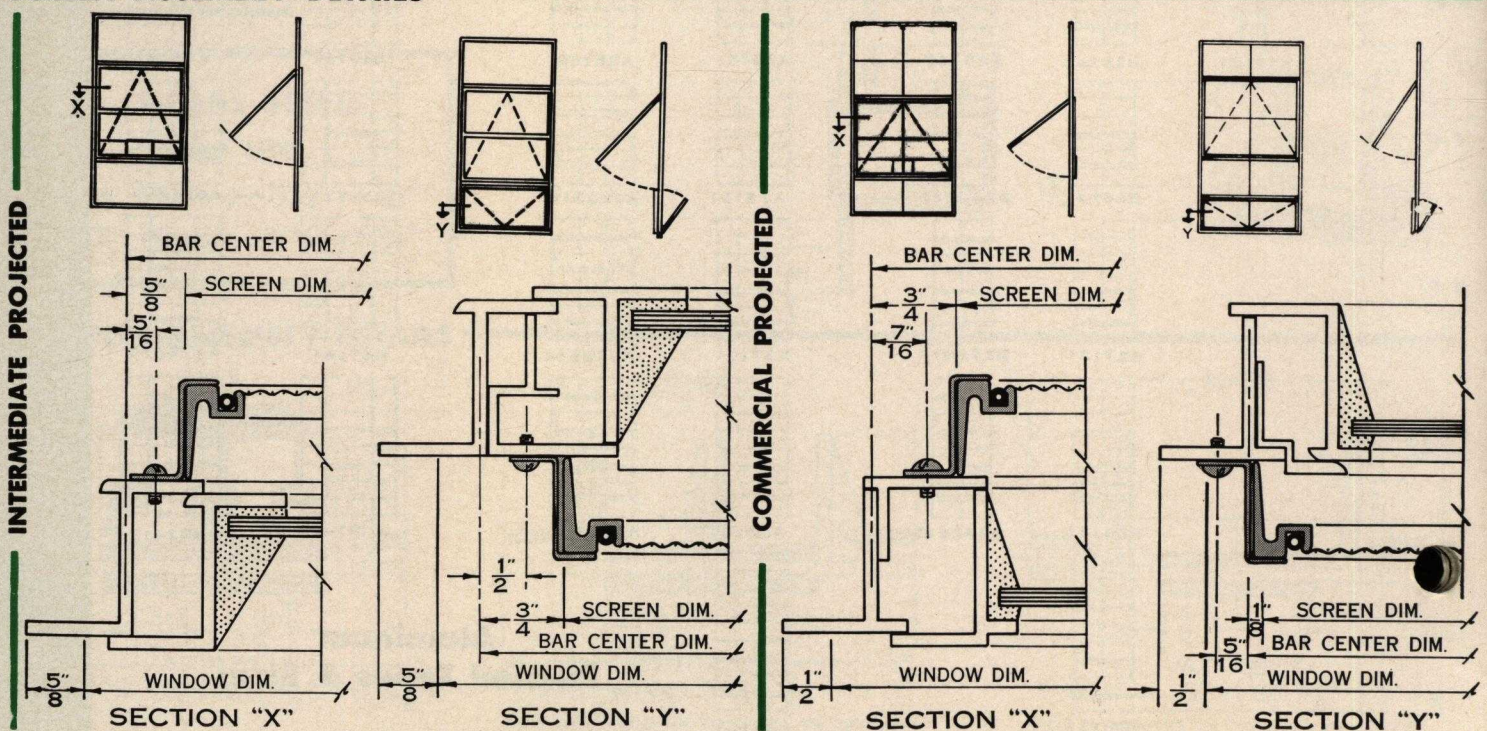 INTERMEDIATE PROJECTED
X
Y
BAR CENTER DIM.
5"
8
SCREEN DIM.
5"
16
5"
8
WINDOW DIM.
SECTION "X"
1"
2
3"
4
SCREEN DIM.
BAR CENTER DIM.
5"
8
WINDOW DIM.
SECTION "Y"
COMMERCIAL PROJECTED
X
Y
BAR CENTER DIM.
3"
4
SCREEN DIM.
7"
16
1"
2
WINDOW DIM.
SECTION "X"
1"
8
SCREEN DIM.
5"
16
BAR CENTER DIM.
1"
2
WINDOW DIM.
SECTION "Y"